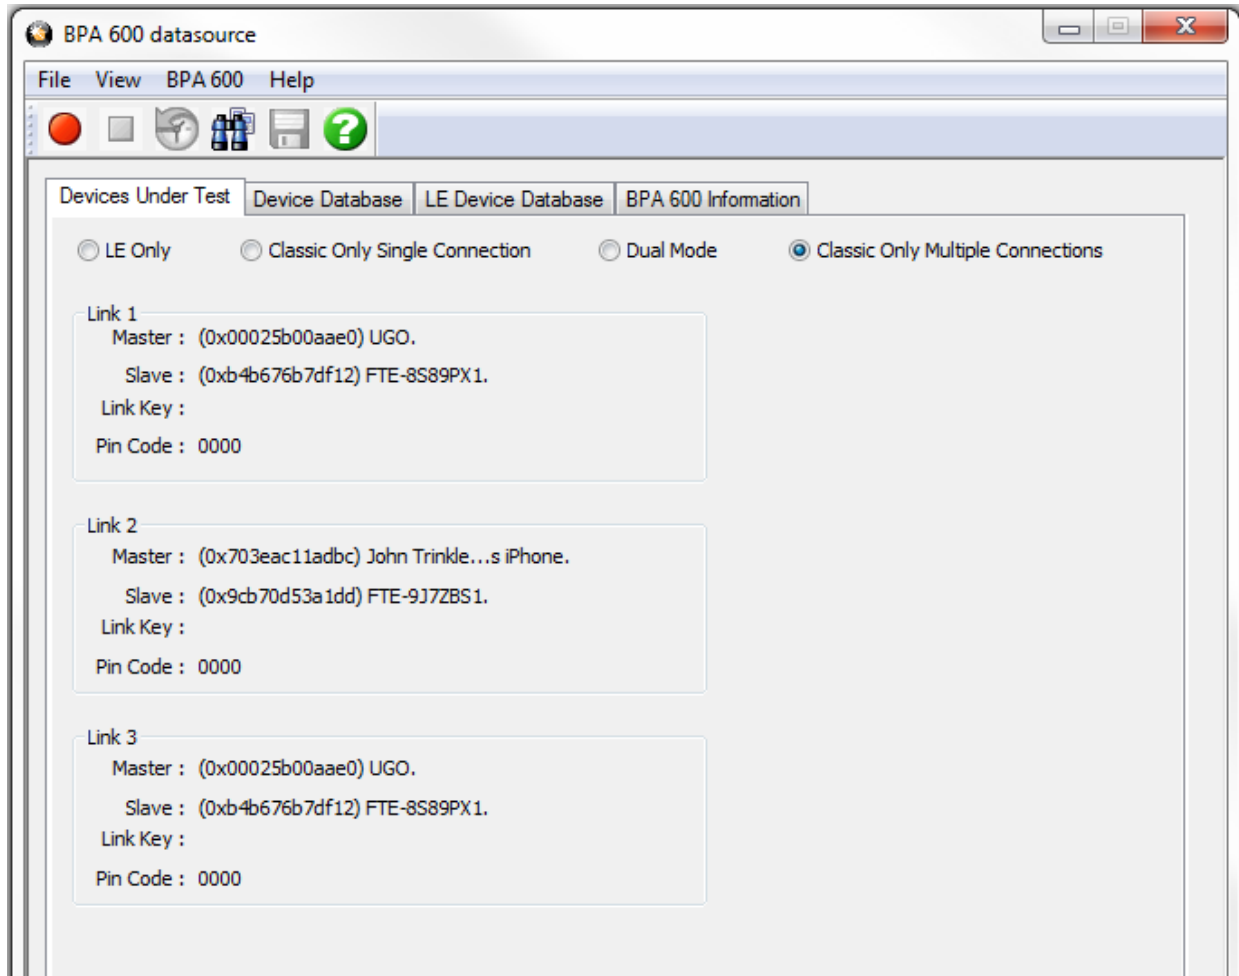 BPA 600 datasource
File View BPA 600 Help
Devices Under Test Device Database LE Device Database BPA 600 Information
LE Only Classic Only Single Connection Dual Mode Classic Only Multiple Connections
Link 1
Master : (0x00025b00aae0) UGO.
Slave : (0xb4b676b7df12) FTE-8S89PX1.
Link Key :
Pin Code : 0000
Link 2
Master : (0x703eac11adbc) John Trinkle...s iPhone.
Slave : (0x9cb70d53a1dd) FTE-9J7ZBS1.
Link Key :
Pin Code : 0000
Link 3
Master : (0x00025b00aae0) UGO.
Slave : (0xb4b676b7df12) FTE-8S89PX1.
Link Key :
Pin Code : 0000